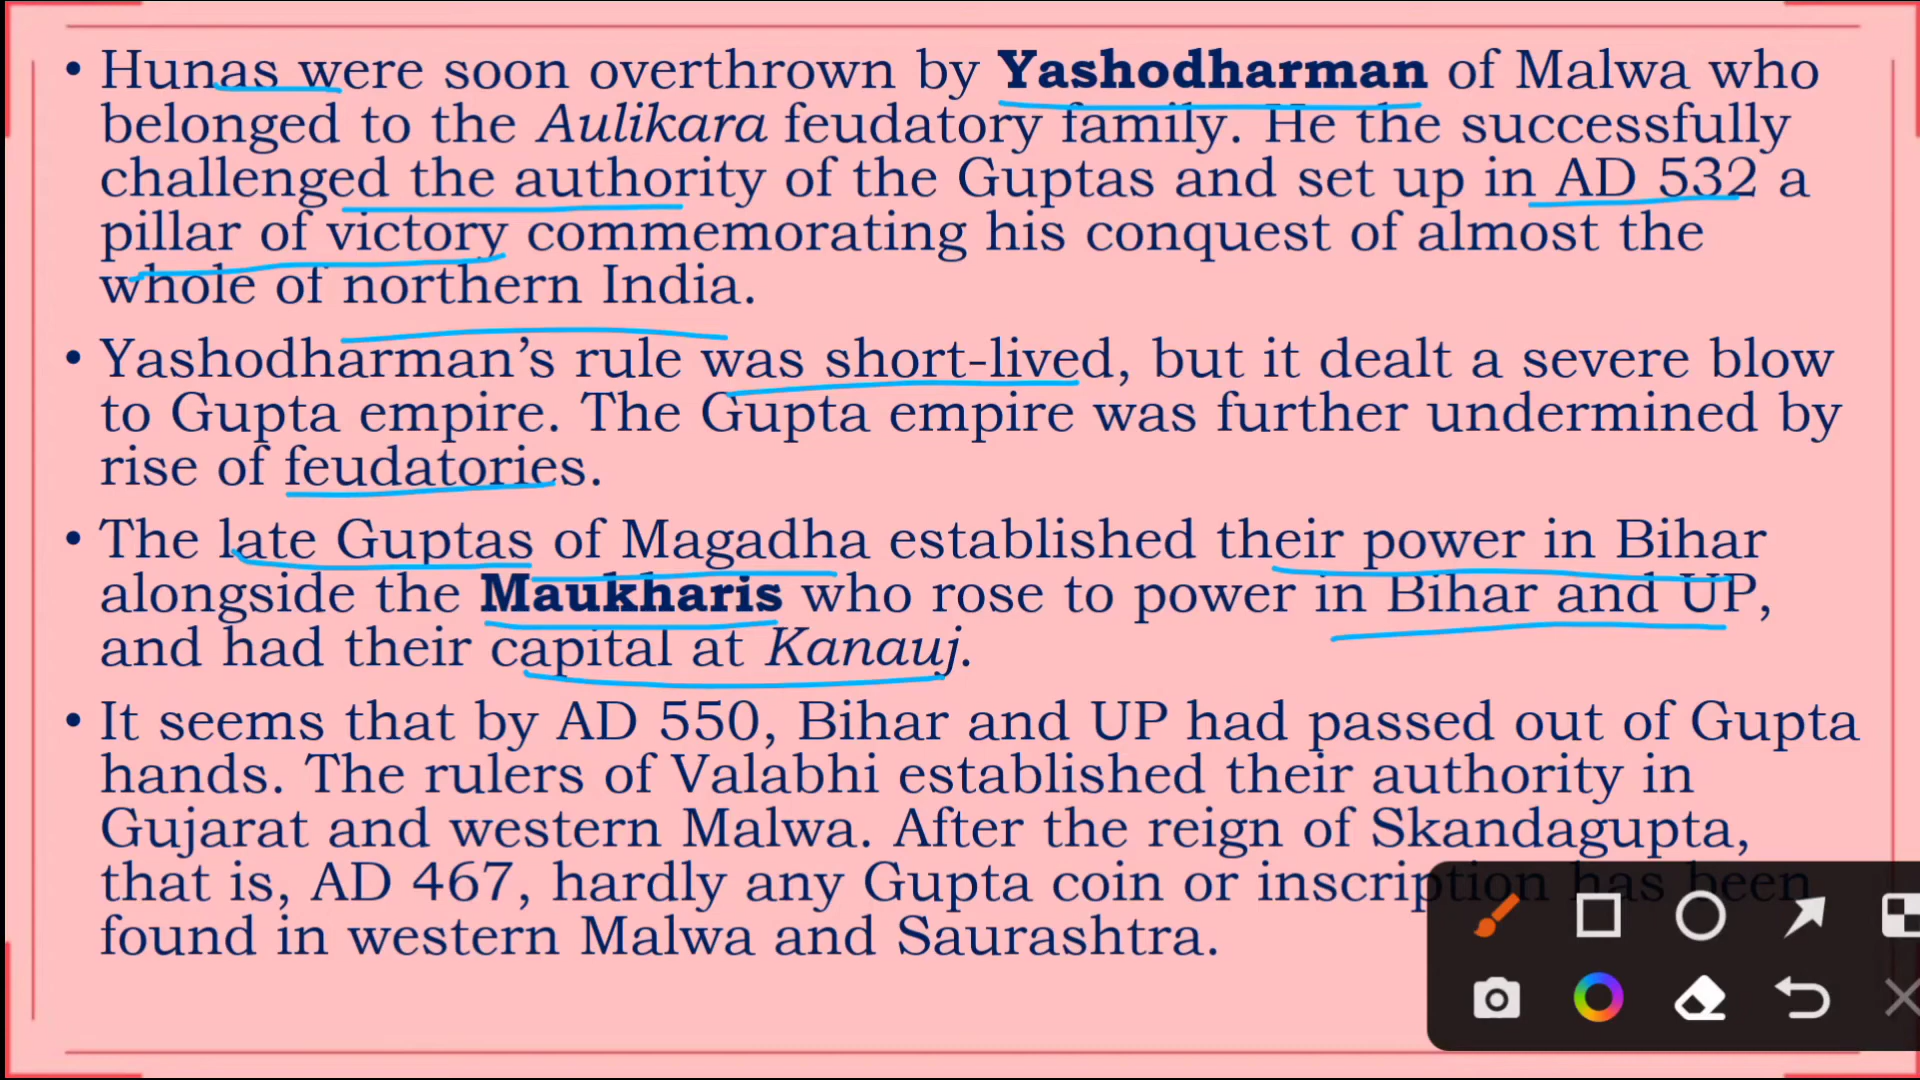 • Hunas were soon overthrown by Yashodharman of Malwa who
belonged to the Aulikara feudatory family. He the successfully
challenged the authority of the Guptas and set up in AD 532 a
pillar of victory commemorating his conquest of almost the
whole of northern India.
• Yashodharman's rule was short-lived, but it dealt a severe blow
to Gupta empire. The Gupta empire was further undermined by
rise of feudatories.
• The late Guptas of Magadha established their power in Bihar
alongside the Maukharis who rose to power in Bihar and UP,
and had their capital at Kanauj.
• It seems that by AD 550, Bihar and UP had passed out of Gupta
hands. The rulers of Valabhi established their authority in
Gujarat and western Malwa. After the reign of Skandagupta,
that is, AD 467, hardly any Gupta coin or inscription has been
found in western Malwa and Saurashtra.